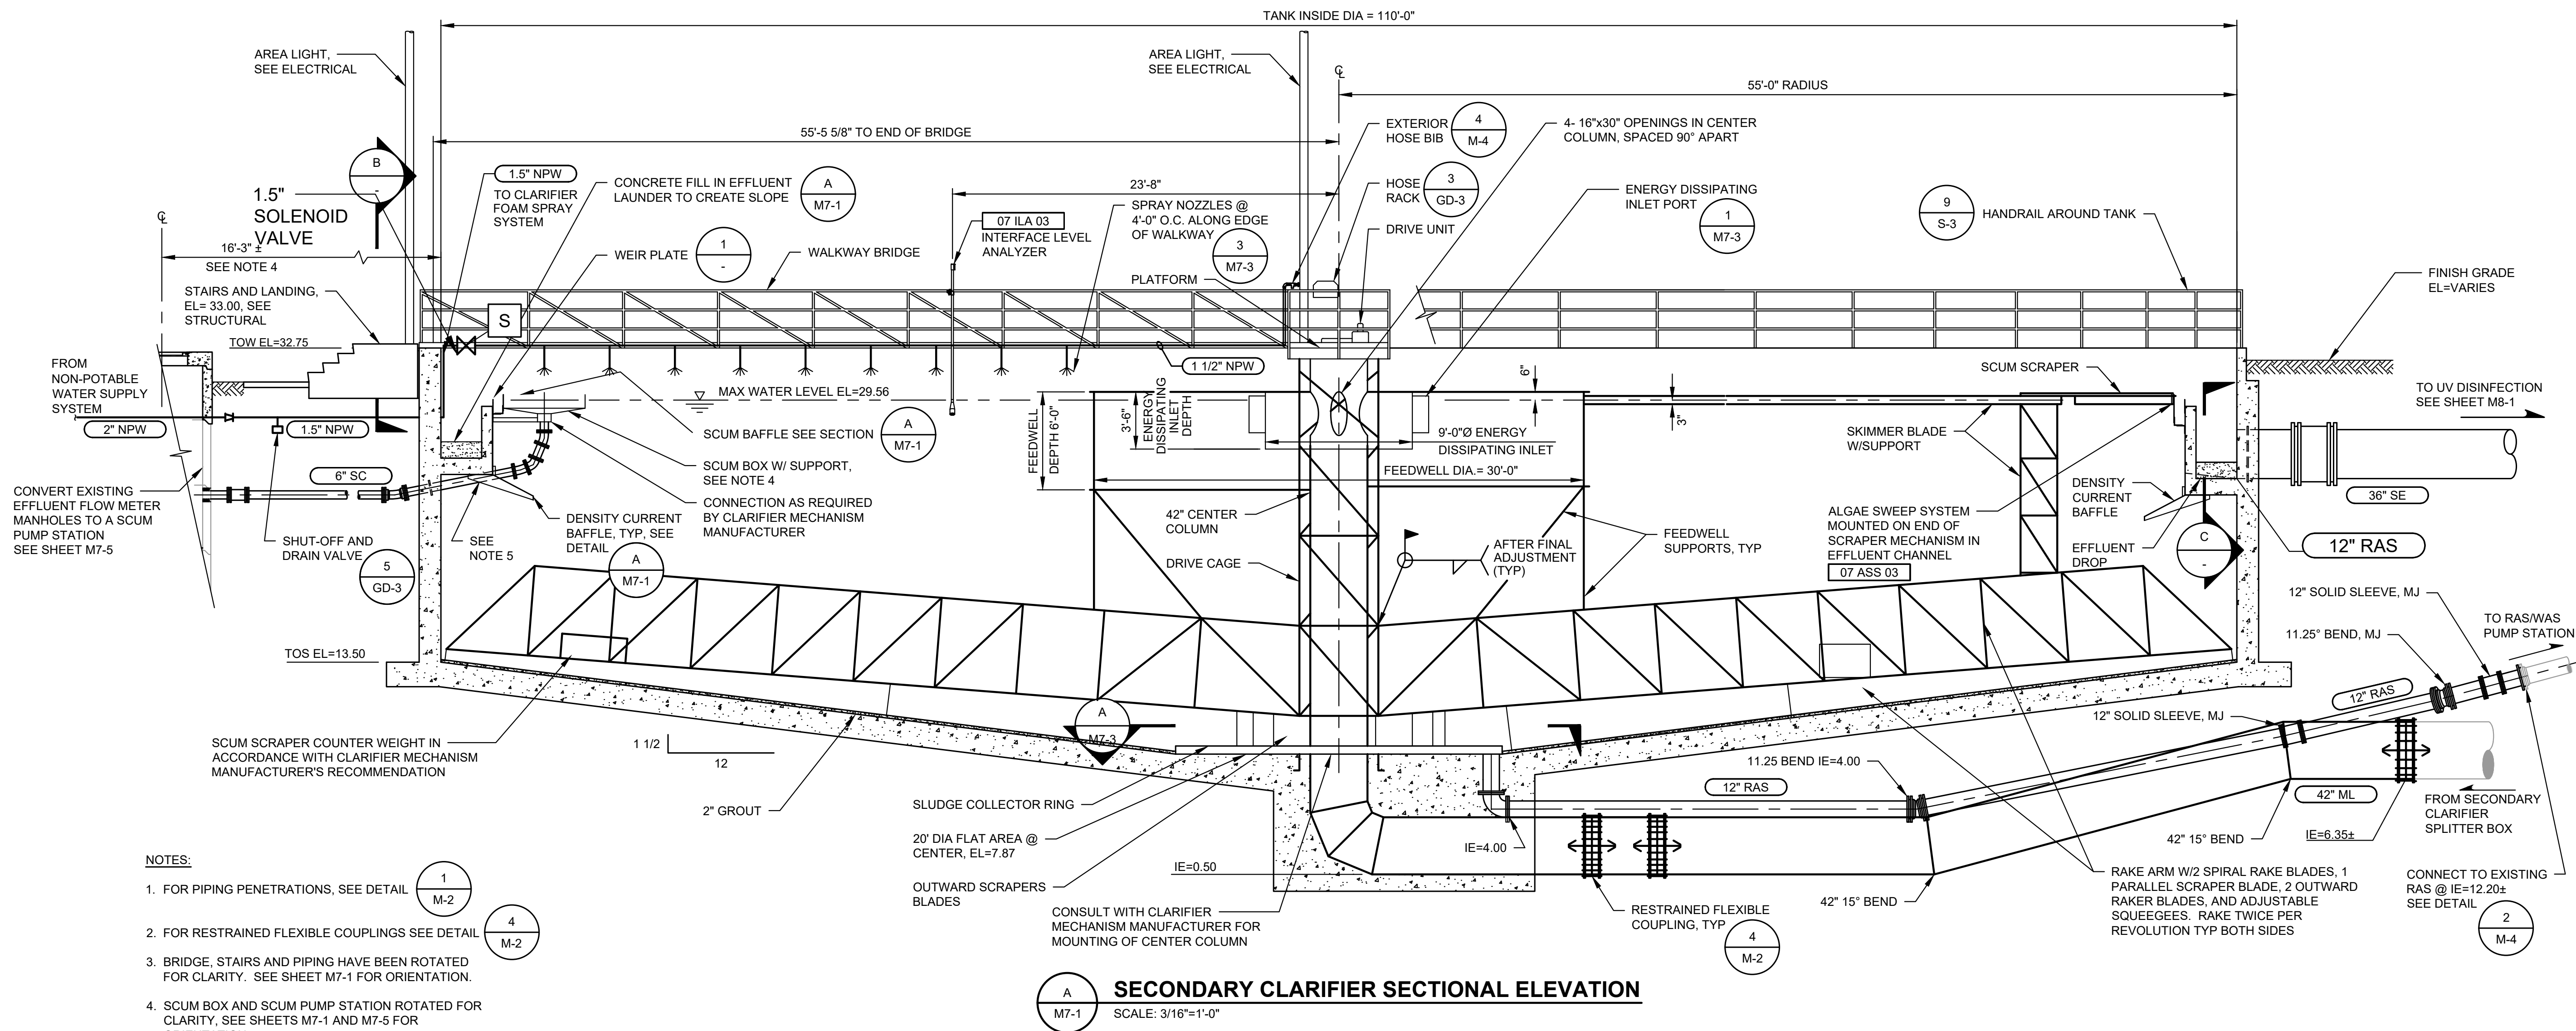 TANK INSIDE DIA = 110'-0"
AREA LIGHT,
SEE ELECTRICAL
AREA LIGHT,
SEE ELECTRICAL
℄
55'-0" RADIUS
55'-5 5/8" TO END OF BRIDGE
EXTERIOR
HOSE BIB
4
M-4
4- 16"x30" OPENINGS IN CENTER
COLUMN, SPACED 90° APART
B
-
1.5"
SOLENOID
VALVE
1.5" NPW
TO CLARIFIER
FOAM SPRAY
SYSTEM
CONCRETE FILL IN EFFLUENT
LAUNDER TO CREATE SLOPE
A
M7-1
23'-8"
HOSE
RACK
3
GD-3
ENERGY DISSIPATING
INLET PORT
1
M7-3
9
S-3
HANDRAIL AROUND TANK
℄
16'-3" ±
SEE NOTE 4
WEIR PLATE
1
-
WALKWAY BRIDGE
07 ILA 03
INTERFACE LEVEL
ANALYZER
SPRAY NOZZLES @
4'-0" O.C. ALONG EDGE
OF WALKWAY
3
M7-3
DRIVE UNIT
PLATFORM
FINISH GRADE
EL=VARIES
STAIRS AND LANDING,
EL= 33.00, SEE
STRUCTURAL
TOW EL=32.75
S
FROM
NON-POTABLE
WATER SUPPLY
SYSTEM
2" NPW
1.5" NPW
1 1/2" NPW
MAX WATER LEVEL EL=29.56
6"
3"
SCUM SCRAPER
TO UV DISINFECTION
SEE SHEET M8-1
FEEDWELL
DEPTH 6'-0"
3'-6"
ENERGY
DISSIPATING
INLET
DEPTH
9'-0"Ø ENERGY
DISSIPATING INLET
FEEDWELL DIA.= 30'-0"
SCUM BAFFLE SEE SECTION
A
M7-1
SCUM BOX W/ SUPPORT,
SEE NOTE 4
CONNECTION AS REQUIRED
BY CLARIFIER MECHANISM
MANUFACTURER
SKIMMER BLADE
W/SUPPORT
6" SC
CONVERT EXISTING
EFFLUENT FLOW METER
MANHOLES TO A SCUM
PUMP STATION
SEE SHEET M7-5
SHUT-OFF AND
DRAIN VALVE
5
GD-3
SEE
NOTE 5
DENSITY CURRENT
BAFFLE, TYP, SEE
DETAIL
A
M7-1
42" CENTER
COLUMN
DRIVE CAGE
AFTER FINAL
ADJUSTMENT
(TYP)
FEEDWELL
SUPPORTS, TYP
ALGAE SWEEP SYSTEM
MOUNTED ON END OF
SCRAPER MECHANISM IN
EFFLUENT CHANNEL
07 ASS 03
DENSITY
CURRENT
BAFFLE
EFFLUENT
DROP
36" SE
12" RAS
C
-
12" SOLID SLEEVE, MJ
11.25° BEND, MJ
TO RAS/WAS
PUMP STATION
TOS EL=13.50
12" RAS
12" SOLID SLEEVE, MJ
A
M7-3
1 1/2
12
SCUM SCRAPER COUNTER WEIGHT IN
ACCORDANCE WITH CLARIFIER MECHANISM
MANUFACTURER'S RECOMMENDATION
2" GROUT
SLUDGE COLLECTOR RING
20' DIA FLAT AREA @
CENTER, EL=7.87
OUTWARD SCRAPERS
BLADES
IE=0.50
CONSULT WITH CLARIFIER
MECHANISM MANUFACTURER FOR
MOUNTING OF CENTER COLUMN
11.25 BEND IE=4.00
12" RAS
IE=4.00
42" ML
FROM SECONDARY
CLARIFIER
SPLITTER BOX
42" 15° BEND
IE=6.35±
42" 15° BEND
RESTRAINED FLEXIBLE
COUPLING, TYP
4
M-2
RAKE ARM W/2 SPIRAL RAKE BLADES, 1
PARALLEL SCRAPER BLADE, 2 OUTWARD
RAKER BLADES, AND ADJUSTABLE
SQUEEGEES. RAKE TWICE PER
REVOLUTION TYP BOTH SIDES
CONNECT TO EXISTING
RAS @ IE=12.20±
SEE DETAIL
2
M-4
NOTES:
1. FOR PIPING PENETRATIONS, SEE DETAIL
1
M-2
2. FOR RESTRAINED FLEXIBLE COUPLINGS SEE DETAIL
4
M-2
3. BRIDGE, STAIRS AND PIPING HAVE BEEN ROTATED
FOR CLARITY. SEE SHEET M7-1 FOR ORIENTATION.
4. SCUM BOX AND SCUM PUMP STATION ROTATED FOR
CLARITY, SEE SHEETS M7-1 AND M7-5 FOR
A
M7-1
SECONDARY CLARIFIER SECTIONAL ELEVATION
SCALE: 3/16"=1'-0"